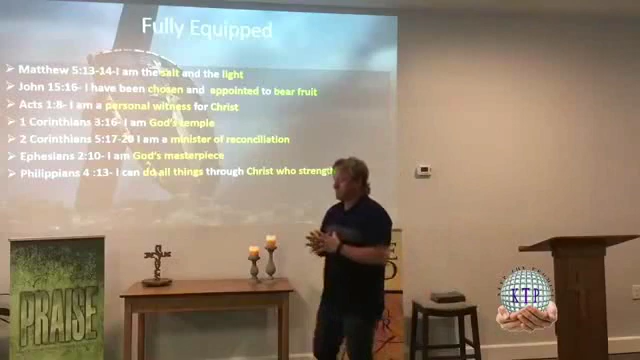 Fully Equipped
➢ Matthew 5:13-14-I am the salt and the light
➢ John 15:16- I have been chosen and appointed to bear fruit
➢ Acts 1:8- I am a personal witness for Christ
➢ 1 Corinthians 3:16- I am God's temple
➢ 2 Corinthians 5:17-20 I am a minister of reconciliation
➢ Ephesians 2:10- I am God's masterpiece
➢ Philippians 4 :13- I can do all things through Christ who
PRAISE
KTP